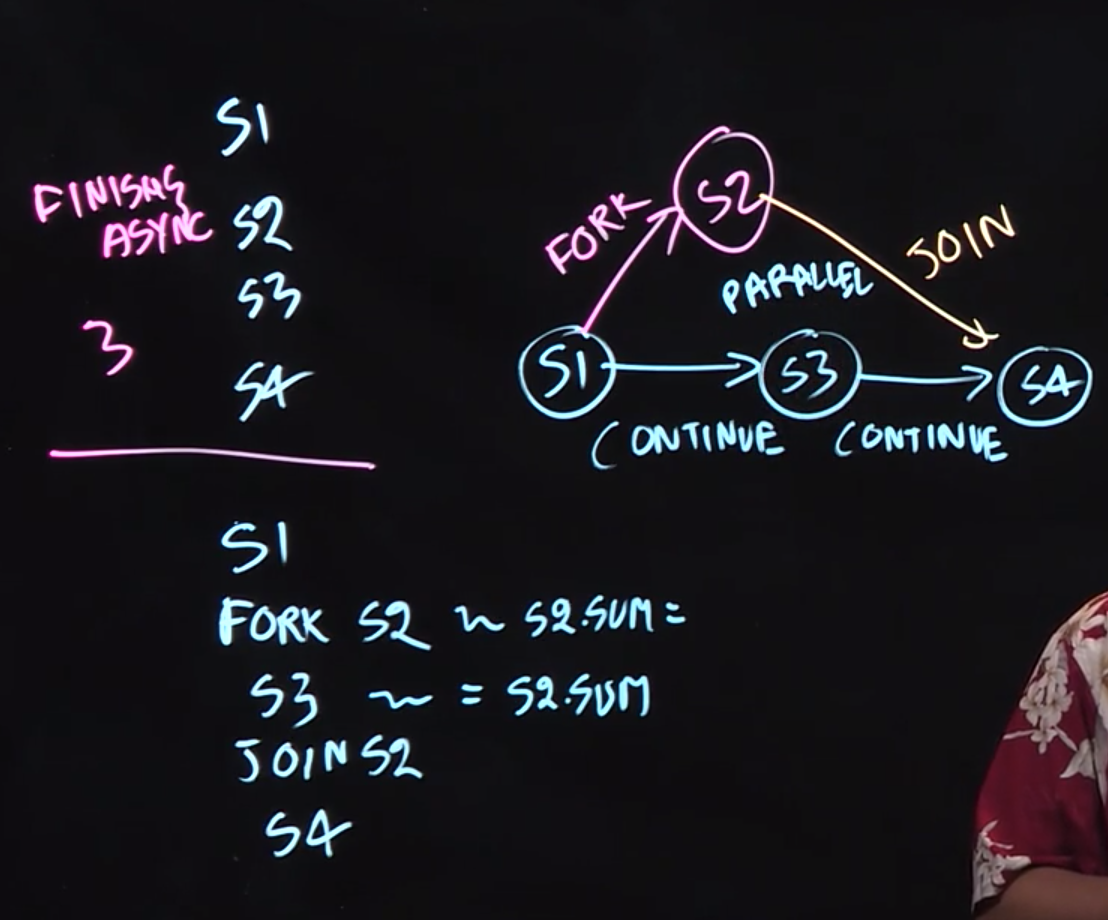 S1
FINISHS
ASYNC
S2
S3
3
S4
S2
FORK
JOIN
PARALLEL
S1
S3
S4
CONTINUE
CONTINUE
S1
FORK S2 ~ S2.SUM=
S3 ~ = S2.SUM
JOIN S2
S4